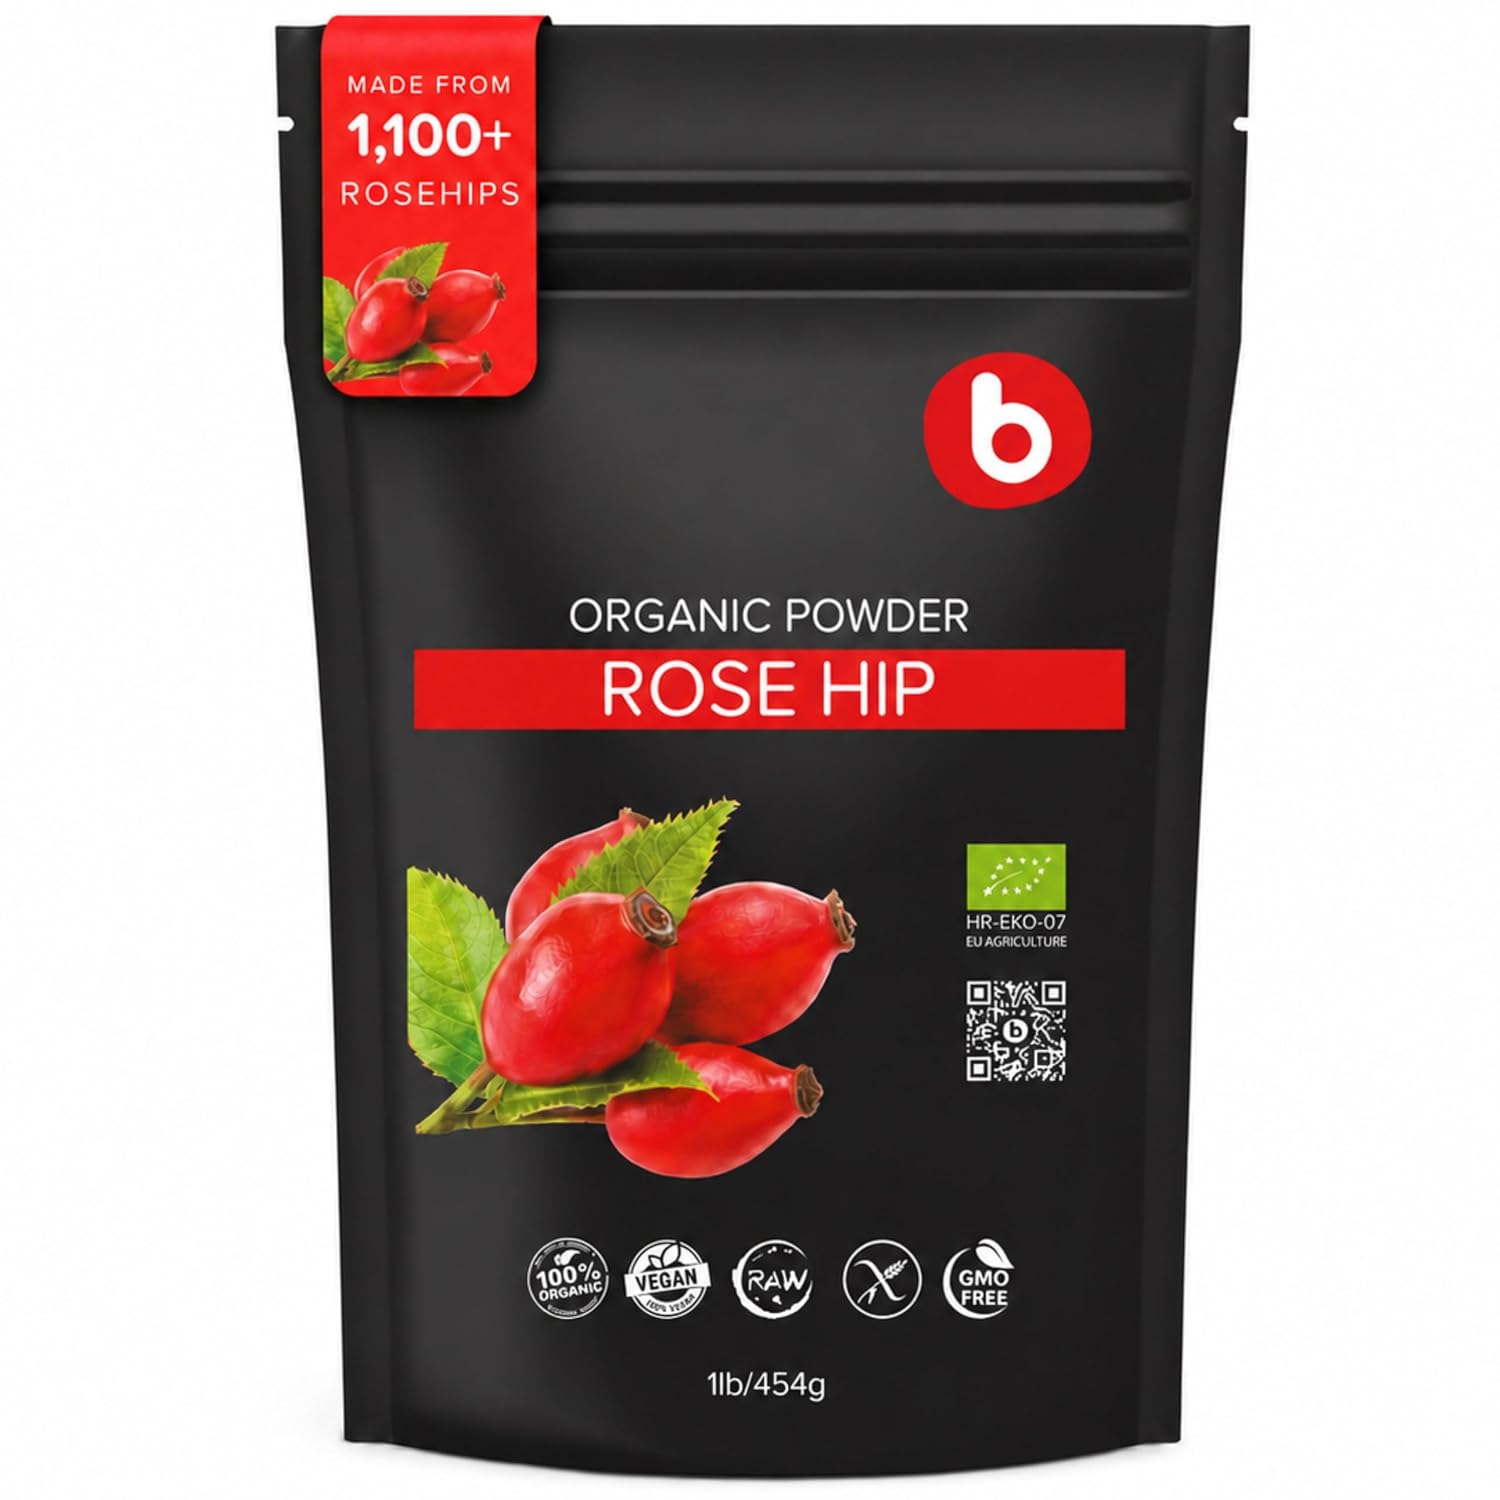 MADE FROM
1,100+
ROSEHIPS
b
ORGANIC POWDER
ROSE HIP
HR-EKO-07
EU AGRICULTURE
b
100%
ORGANIC
VEGAN
100% VEGAN
RAW
GMO
FREE
1lb/454g